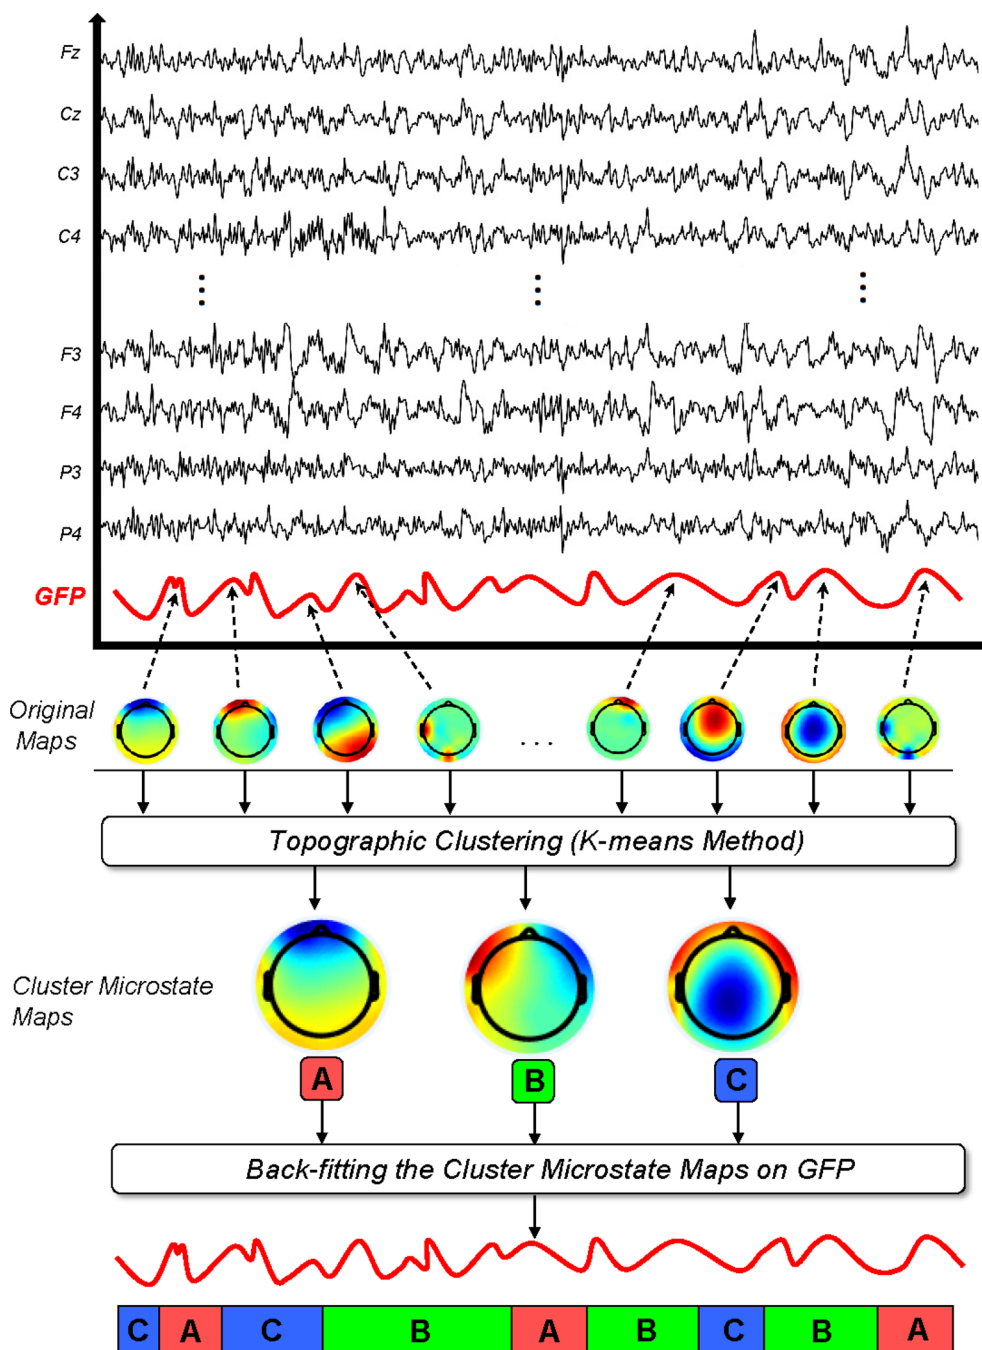 Fz
Cz
C3
C4
F3
F4
P3
P4
GFP
Original
Maps
...
Topographic Clustering (K-means Method)
Cluster Microstate
Maps
A
B
C
Back-fitting the Cluster Microstate Maps on GFP
C A C B A B C B A